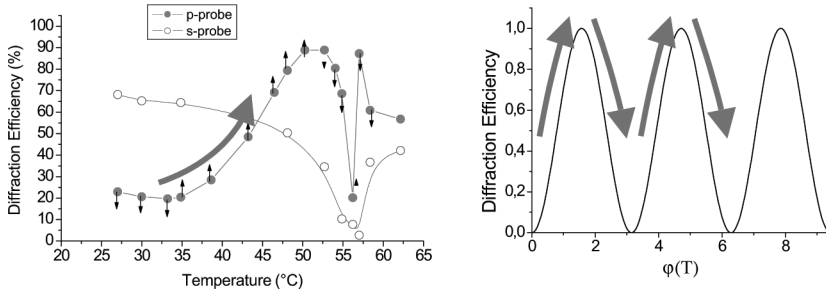 p-probe
s-probe
Diffraction Efficiency (%)
100
90
80
70
60
50
40
30
20
10
0
20 25 30 35 40 45 50 55 60 65
Temperature (°C)
Diffraction Efficiency
1,0
0,8
0,6
0,4
0,2
0,0
0 2 4 6 8
φ(T)